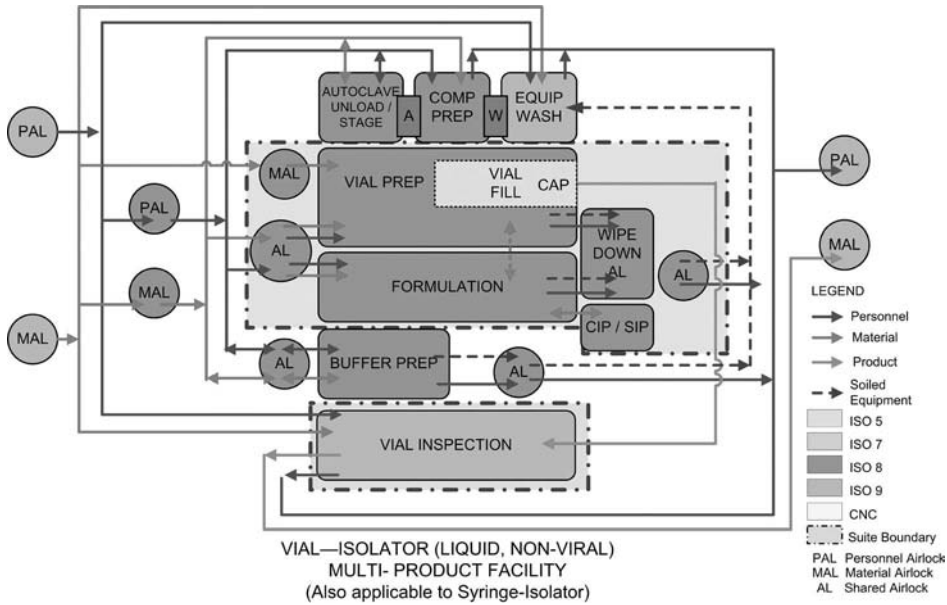 AUTOCLAVE
UNLOAD /
STAGE
A
COMP
PREP
W
EQUIP
WASH
PAL
PAL
MAL
VIAL PREP
VIAL
FILL
CAP
PAL
AL
WIPE
DOWN
AL
AL
MAL
MAL
FORMULATION
MAL
CIP / SIP
AL
BUFFER PREP
AL
VIAL INSPECTION
LEGEND
Personnel
Material
Product
Soiled
Equipment
ISO 5
ISO 7
ISO 8
ISO 9
CNC
Suite Boundary
PAL Personnel Airlock
MAL Material Airlock
AL Shared Airlock
VIAL—ISOLATOR (LIQUID, NON-VIRAL)
MULTI- PRODUCT FACILITY
(Also applicable to Syringe-Isolator)